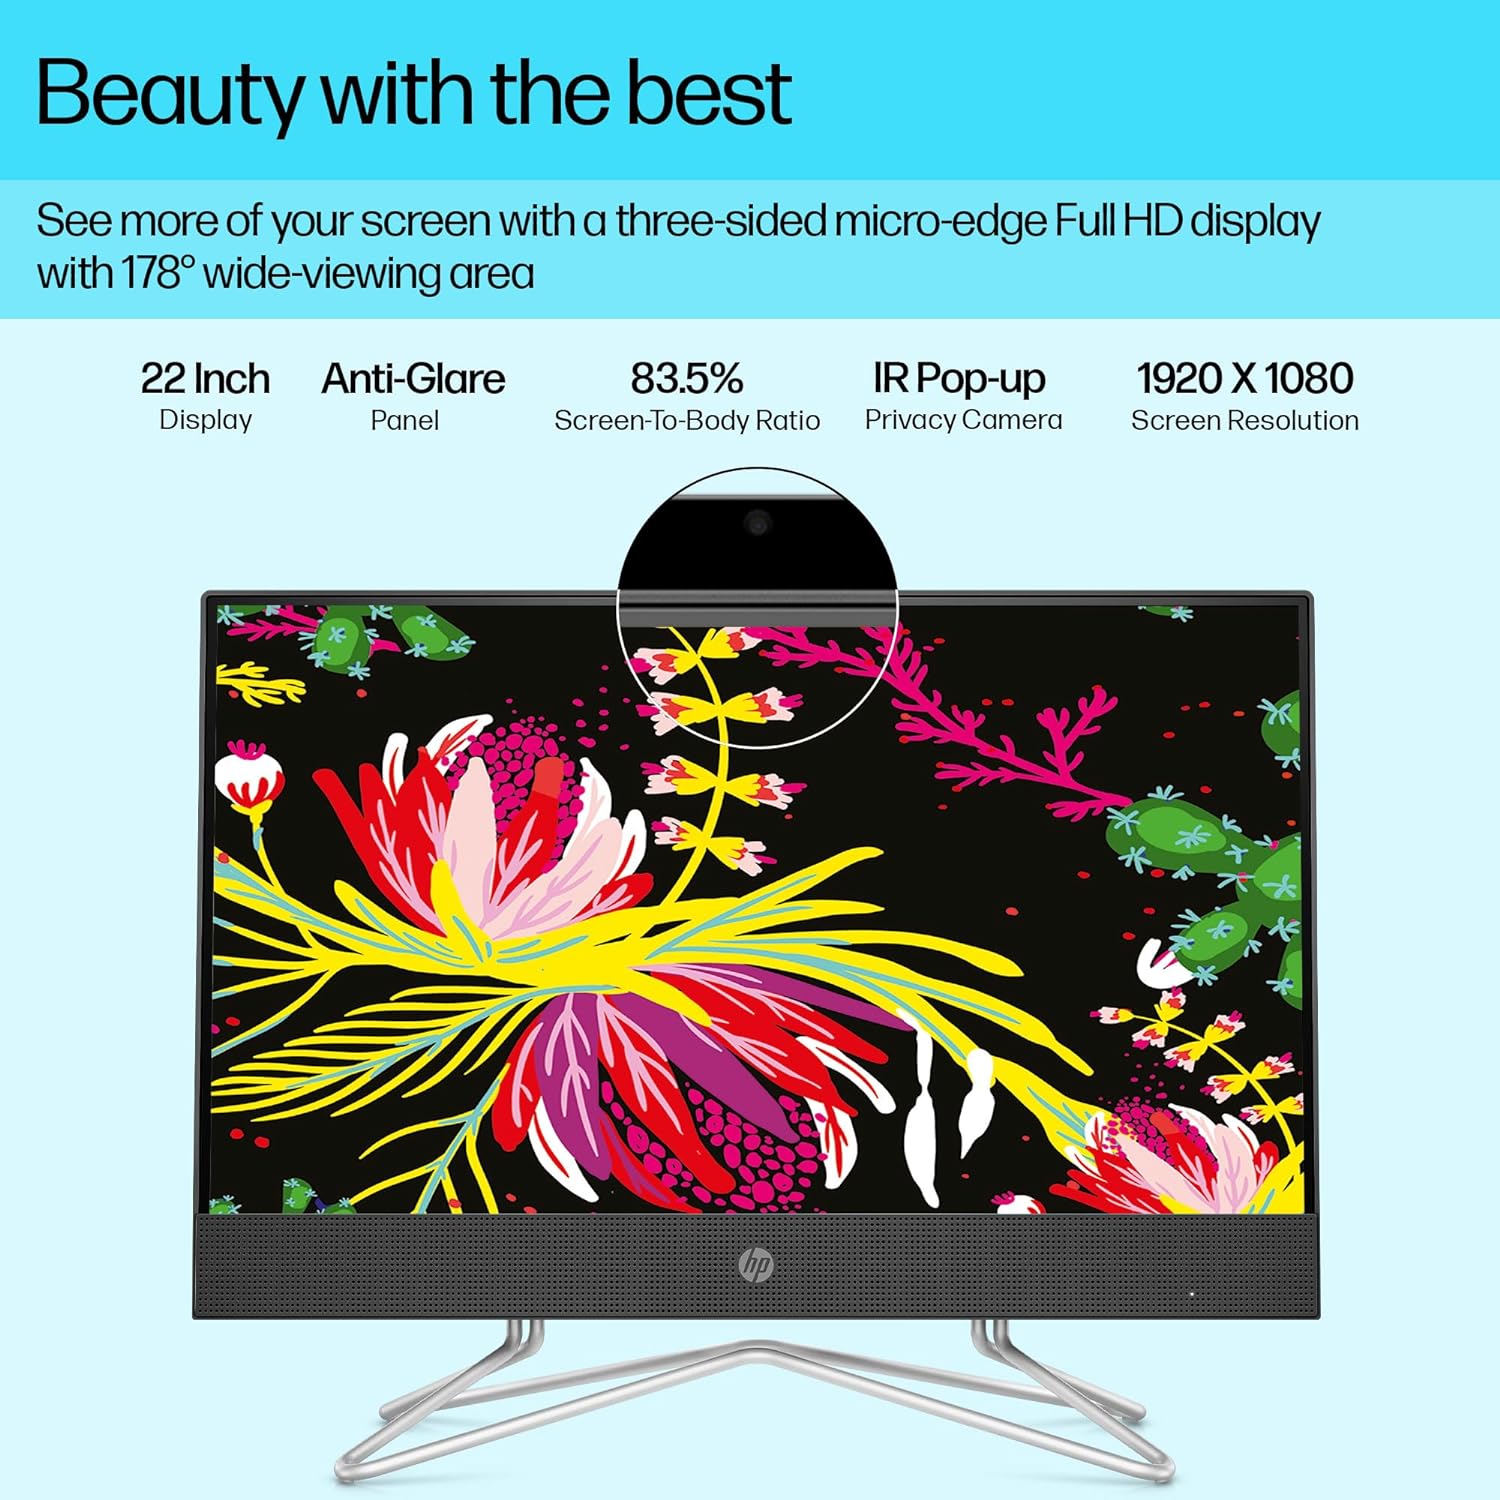 Beauty with the best
See more of your screen with a three-sided micro-edge Full HD display
with 178° wide-viewing area
22 Inch
Display
Anti-Glare
Panel
83.5%
Screen-To-Body Ratio
IR Pop-up
Privacy Camera
1920 X 1080
Screen Resolution
hp